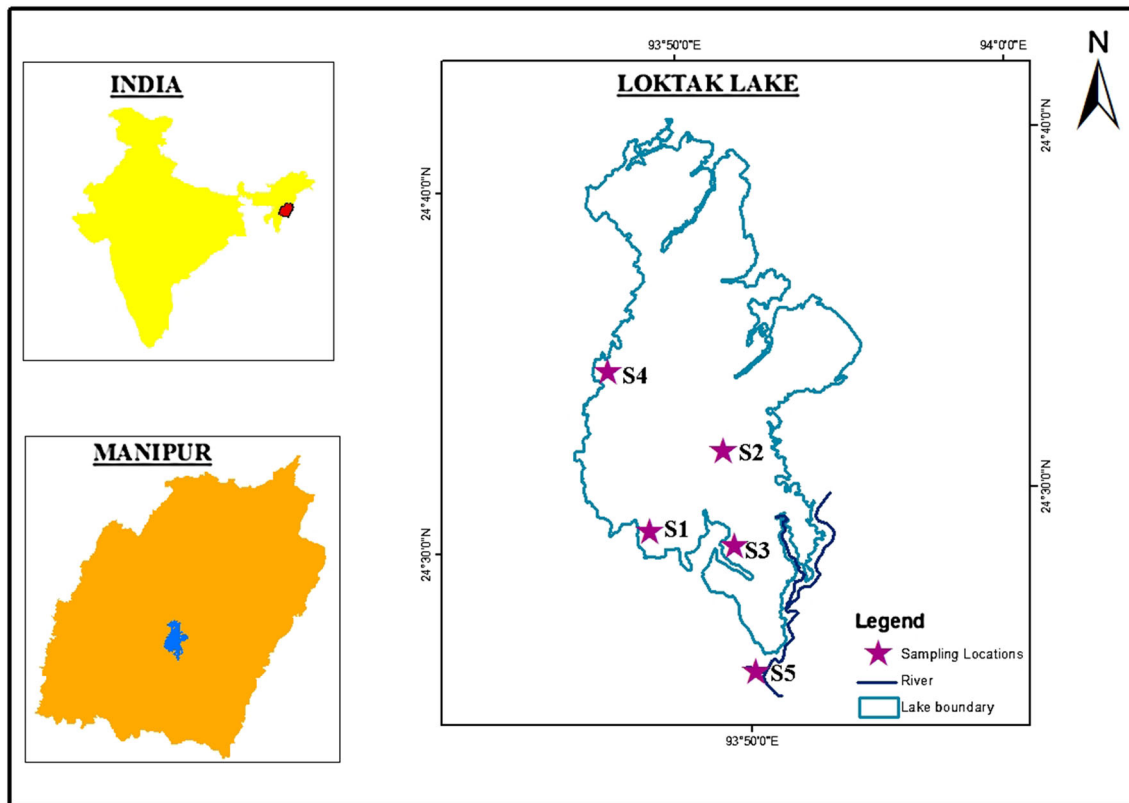 INDIA
MANIPUR
LOKTAK LAKE
93°50'0"E
94°0'0"E
N
24°40'0"N
24°40'0"N
S4
S2
24°30'0"N
S1
S3
24°30'0"N
Legend
Sampling Locations
River
Lake boundary
S5
93°50'0"E